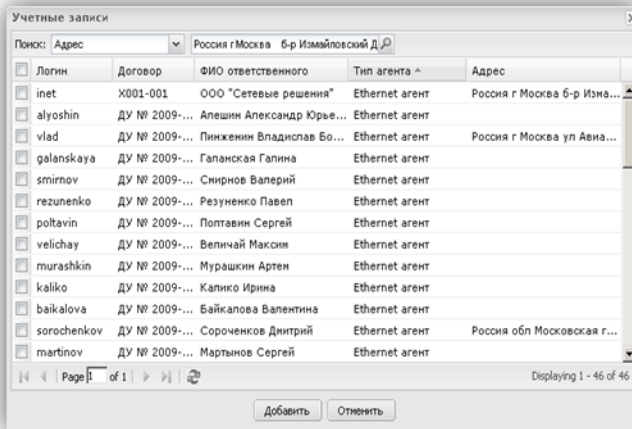 Учетные записи
Поиск: Адрес Россия г Москва б-р Измайловский Д
Логин Договор ФИО ответственного Тип агента Адрес
inet X001-001 ООО "Сетевые решения" Ethernet агент Россия г Москва б-р Изма...
alyoshin ДУ № 2009-... Алешин Александр Юрье... Ethernet агент
vlad ДУ № 2009-... Пинженин Владислав Бо... Ethernet агент Россия г Москва ул Авиа...
galanskaya ДУ № 2009-... Галанская Галина Ethernet агент
smirnov ДУ № 2009-... Смирнов Валерий Ethernet агент
rezunenko ДУ № 2009-... Резуненко Павел Ethernet агент
poltavin ДУ № 2009-... Полтавин Сергей Ethernet агент
velichay ДУ № 2009-... Величай Максим Ethernet агент
murashkin ДУ № 2009-... Мурашкин Артем Ethernet агент
kaliko ДУ № 2009-... Калико Ирина Ethernet агент
baikalova ДУ № 2009-... Байкалова Валентина Ethernet агент
sorochenkov ДУ № 2009-... Сороченков Дмитрий Ethernet агент Россия обл Московская г...
martinov ДУ № 2009-... Мартынов Сергей Ethernet агент
Page 1 of 1 Displaying 1 - 46 of 46
Добавить Отменить